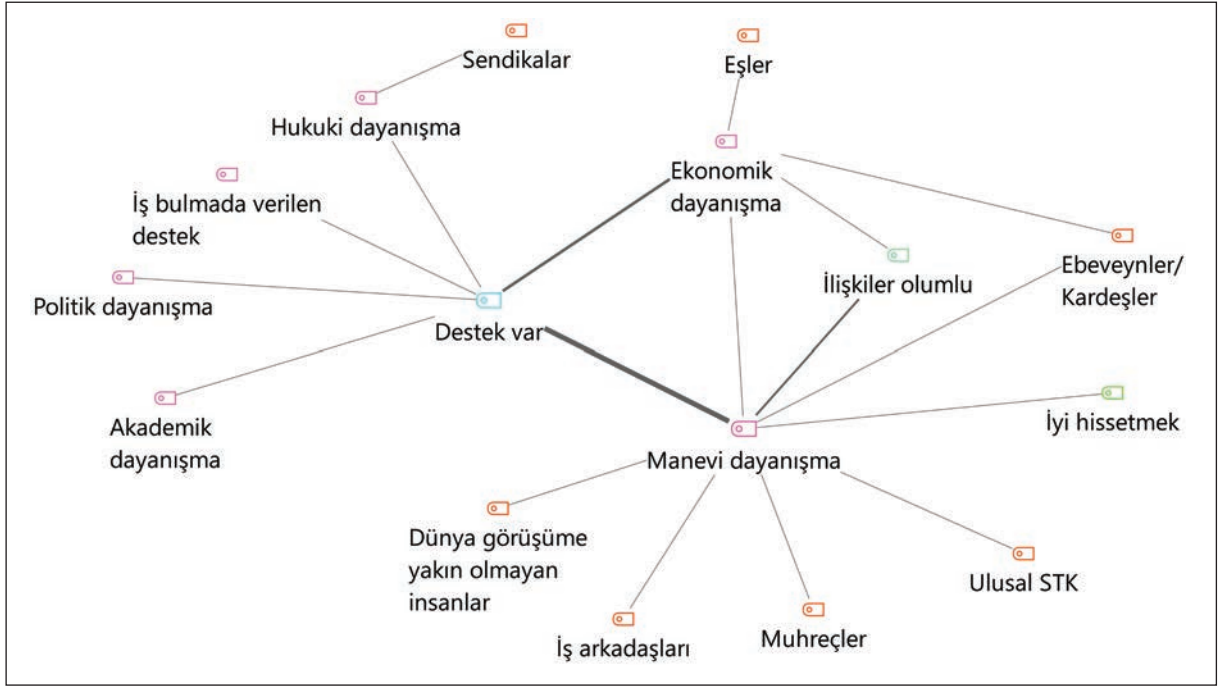 Sendikalar
Eşler
Hukuki dayanışma
Ekonomik
dayanışma
İş bulmada verilen
destek
Ebeveynler/
Kardeşler
İlişkiler olumlu
Politik dayanışma
Destek var
Akademik
dayanışma
İyi hissetmek
Manevi dayanışma
Dünya görüşüme
yakın olmayan
insanlar
Ulusal STK
İş arkadaşları
Muhreçler